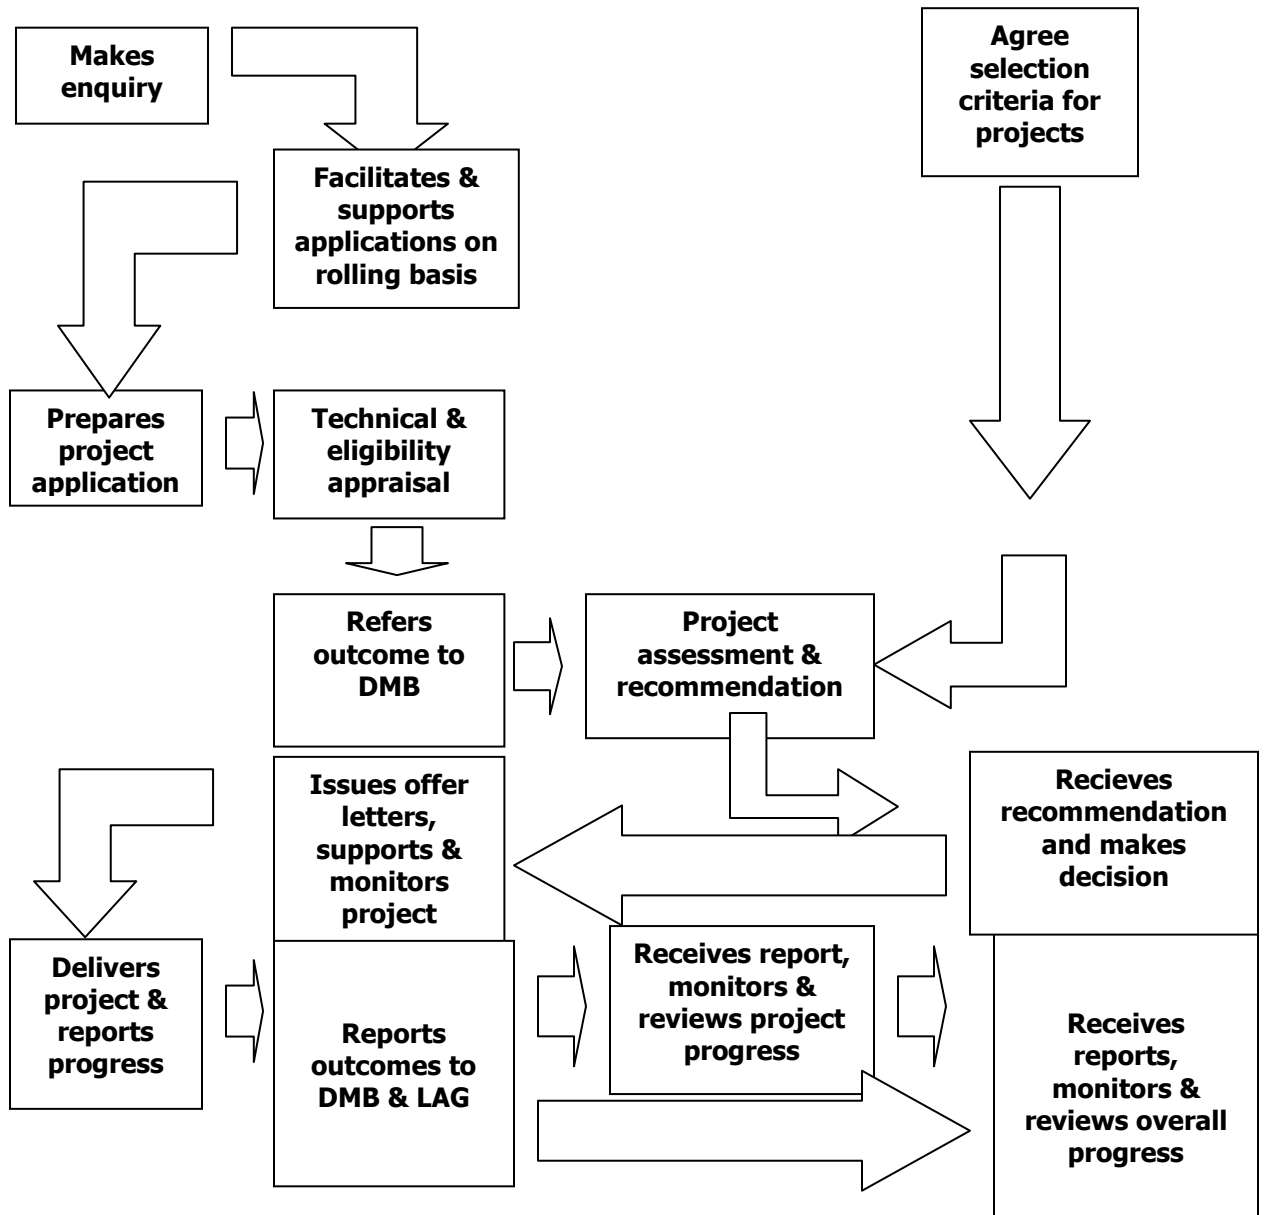 Makes
enquiry
Agree
selection
criteria for
projects
Facilitates &
supports
applications on
rolling basis
Prepares
project
application
Technical &
eligibility
appraisal
Refers
outcome to
DMB
Project
assessment &
recommendation
Issues offer
letters,
supports &
monitors
project
Recieves
recommendation
and makes
decision
Delivers
project &
reports
progress
Reports
outcomes to
DMB & LAG
Receives report,
monitors &
reviews project
progress
Receives
reports,
monitors &
reviews overall
progress